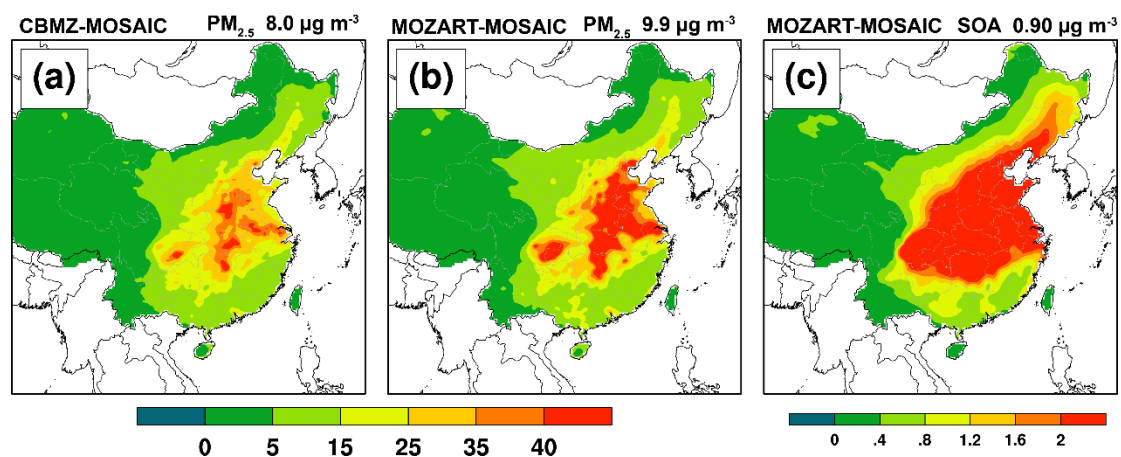 CBMZ-MOSAIC PM2.5 8.0 µg m-3
MOZART-MOSAIC PM2.5 9.9 µg m-3
MOZART-MOSAIC SOA 0.90 µg m-3
(a)
(b)
(c)
0 5 15 25 35 40
0 .4 .8 1.2 1.6 2